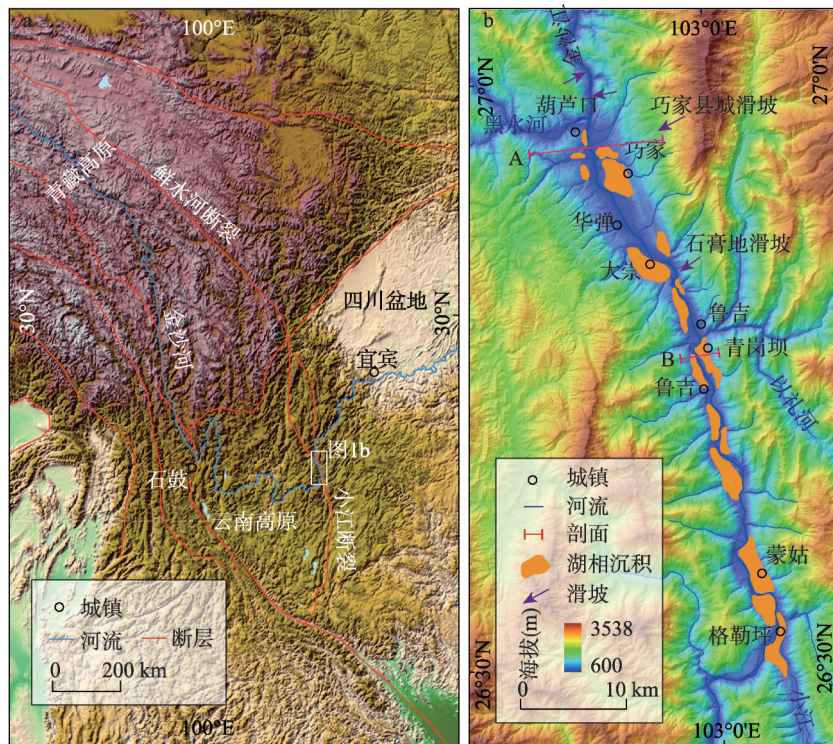 100°E
青藏高原
鲜水河断裂
30°N
金沙河
四川盆地
30°N
宜宾
图1b
石鼓
云南高原
小江断裂
城镇
河流
断层
0 200 km
100°E
b
103°0'E
27°0'N
27°0'N
葫芦口
黑水河
巧家县城滑坡
A
巧家
华弹
石膏地滑坡
大崇
鲁吉
B
青岗坝
鲁吉
以礼河
城镇
河流
剖面
湖相沉积
滑坡
海拔(m)
3538
600
0 10 km
蒙姑
格勒坪
26°30'N
26°30'N
小江
103°0'E